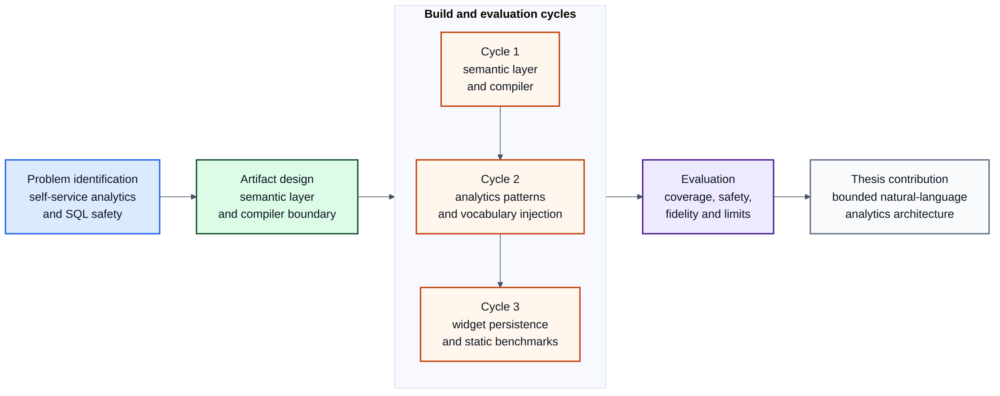 Problem identification
self-service analytics
and SQL safety
Artifact design
semantic layer
and compiler boundary
Build and evaluation cycles
Cycle 1
semantic layer
and compiler
Cycle 2
analytics patterns
and vocabulary injection
Cycle 3
widget persistence
and static benchmarks
Evaluation
coverage, safety,
fidelity and limits
Thesis contribution
bounded natural-language
analytics architecture